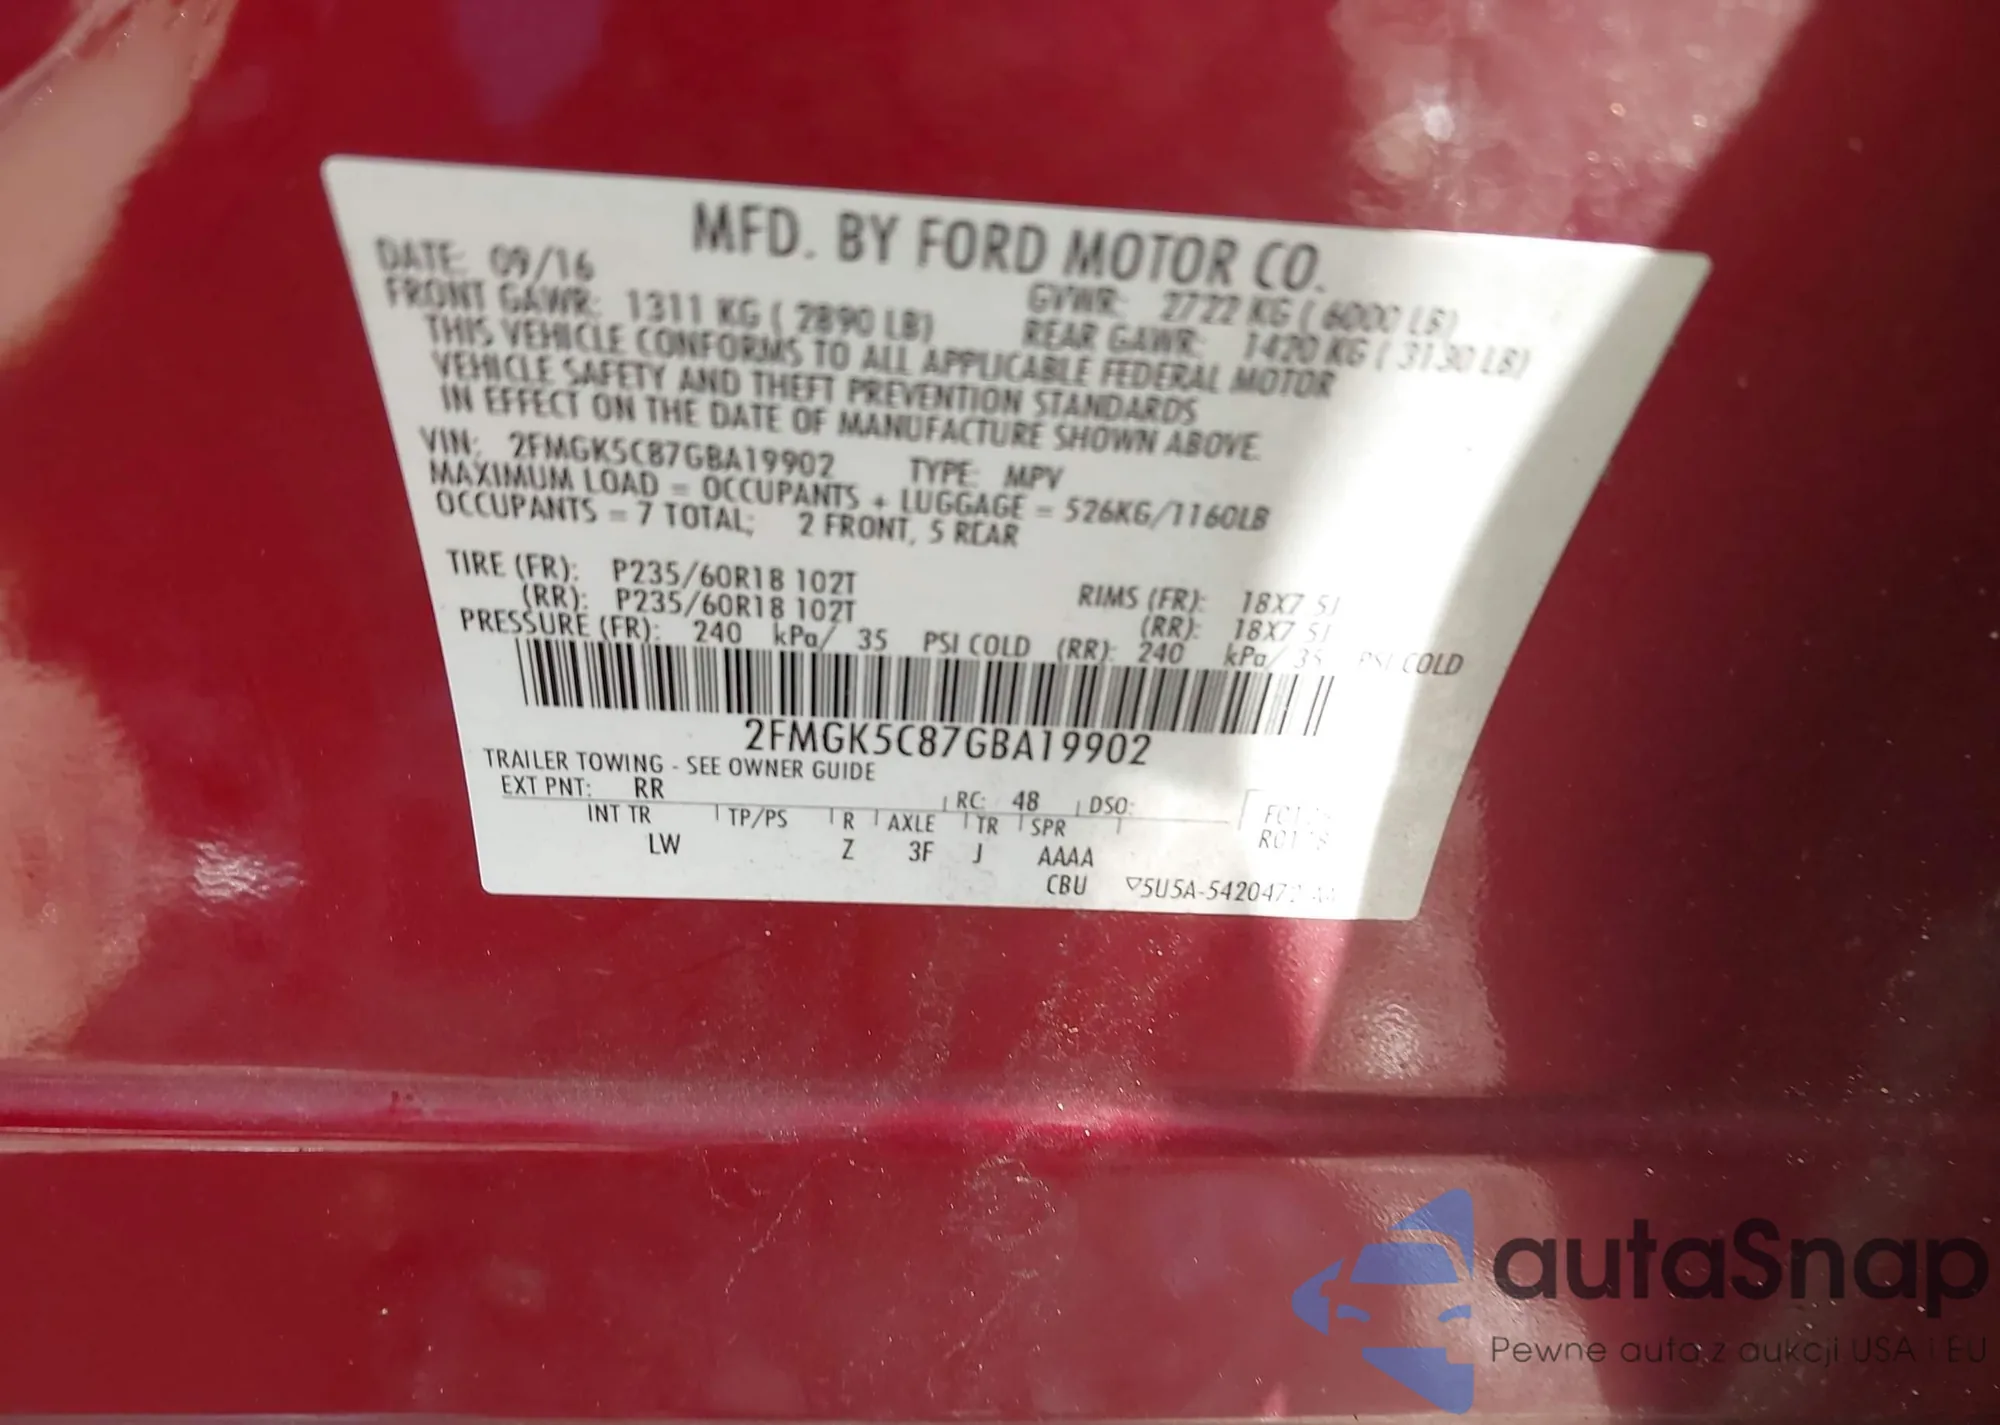 MFD. BY FORD MOTOR CO.
DATE: 09/16 GVWR: 2722 KG ( 6000 LB)
FRONT GAWR: 1311 KG ( 2890 LB) REAR GAWR: 1420 KG ( 3130 LB)
THIS VEHICLE CONFORMS TO ALL APPLICABLE FEDERAL MOTOR
VEHICLE SAFETY AND THEFT PREVENTION STANDARDS
IN EFFECT ON THE DATE OF MANUFACTURE SHOWN ABOVE.
VIN: 2FMGK5C87GBA19902 TYPE: MPV
MAXIMUM LOAD = OCCUPANTS + LUGGAGE = 526KG/1160LB
OCCUPANTS = 7 TOTAL; 2 FRONT, 5 REAR
TIRE (FR): P235/60R18 102T RIMS (FR): 18X7.5J
(RR): P235/60R18 102T (RR): 18X7.5J
PRESSURE (FR): 240 kPa/ 35 PSI COLD (RR): 240 kPa/ 35 PSI COLD
2FMGK5C87GBA19902
TRAILER TOWING - SEE OWNER GUIDE
EXT PNT: RR RC: 48 DSO:
INT TR TP/PS R AXLE TR SPR
LW Z 3F J AAAA
CBU
autaSnap
Pewne auta z aukcji USA i EU